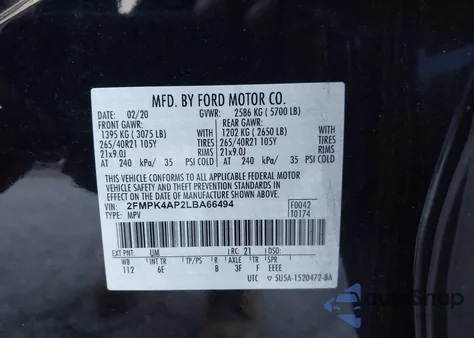 MFD. BY FORD MOTOR CO.
DATE: 02/20 GVWR: 2586 KG ( 5700 LB)
FRONT GAWR: REAR GAWR:
1395 KG ( 3075 LB) WITH 1202 KG ( 2650 LB) WITH
265/40R21 105Y TIRES 265/40R21 105Y TIRES
21x9.0J RIMS 21x9.0J RIMS
AT 240 kPa/ 35 PSI COLD AT 240 kPa/ 35 PSI COLD
THIS VEHICLE CONFORMS TO ALL APPLICABLE FEDERAL MOTOR
VEHICLE SAFETY AND THEFT PREVENTION STANDARDS IN
EFFECT ON THE DATE OF MANUFACTURE SHOWN ABOVE.
VIN: 2FMPK4AP2LBA66494 F0042
TYPE: MPV T0174
EXT PNT: UM RC: 21 DSO:
WB INT TR TP/PS R AXLE TR SPR
112 6E B 3F F EEEE
UTC
AutoSnap